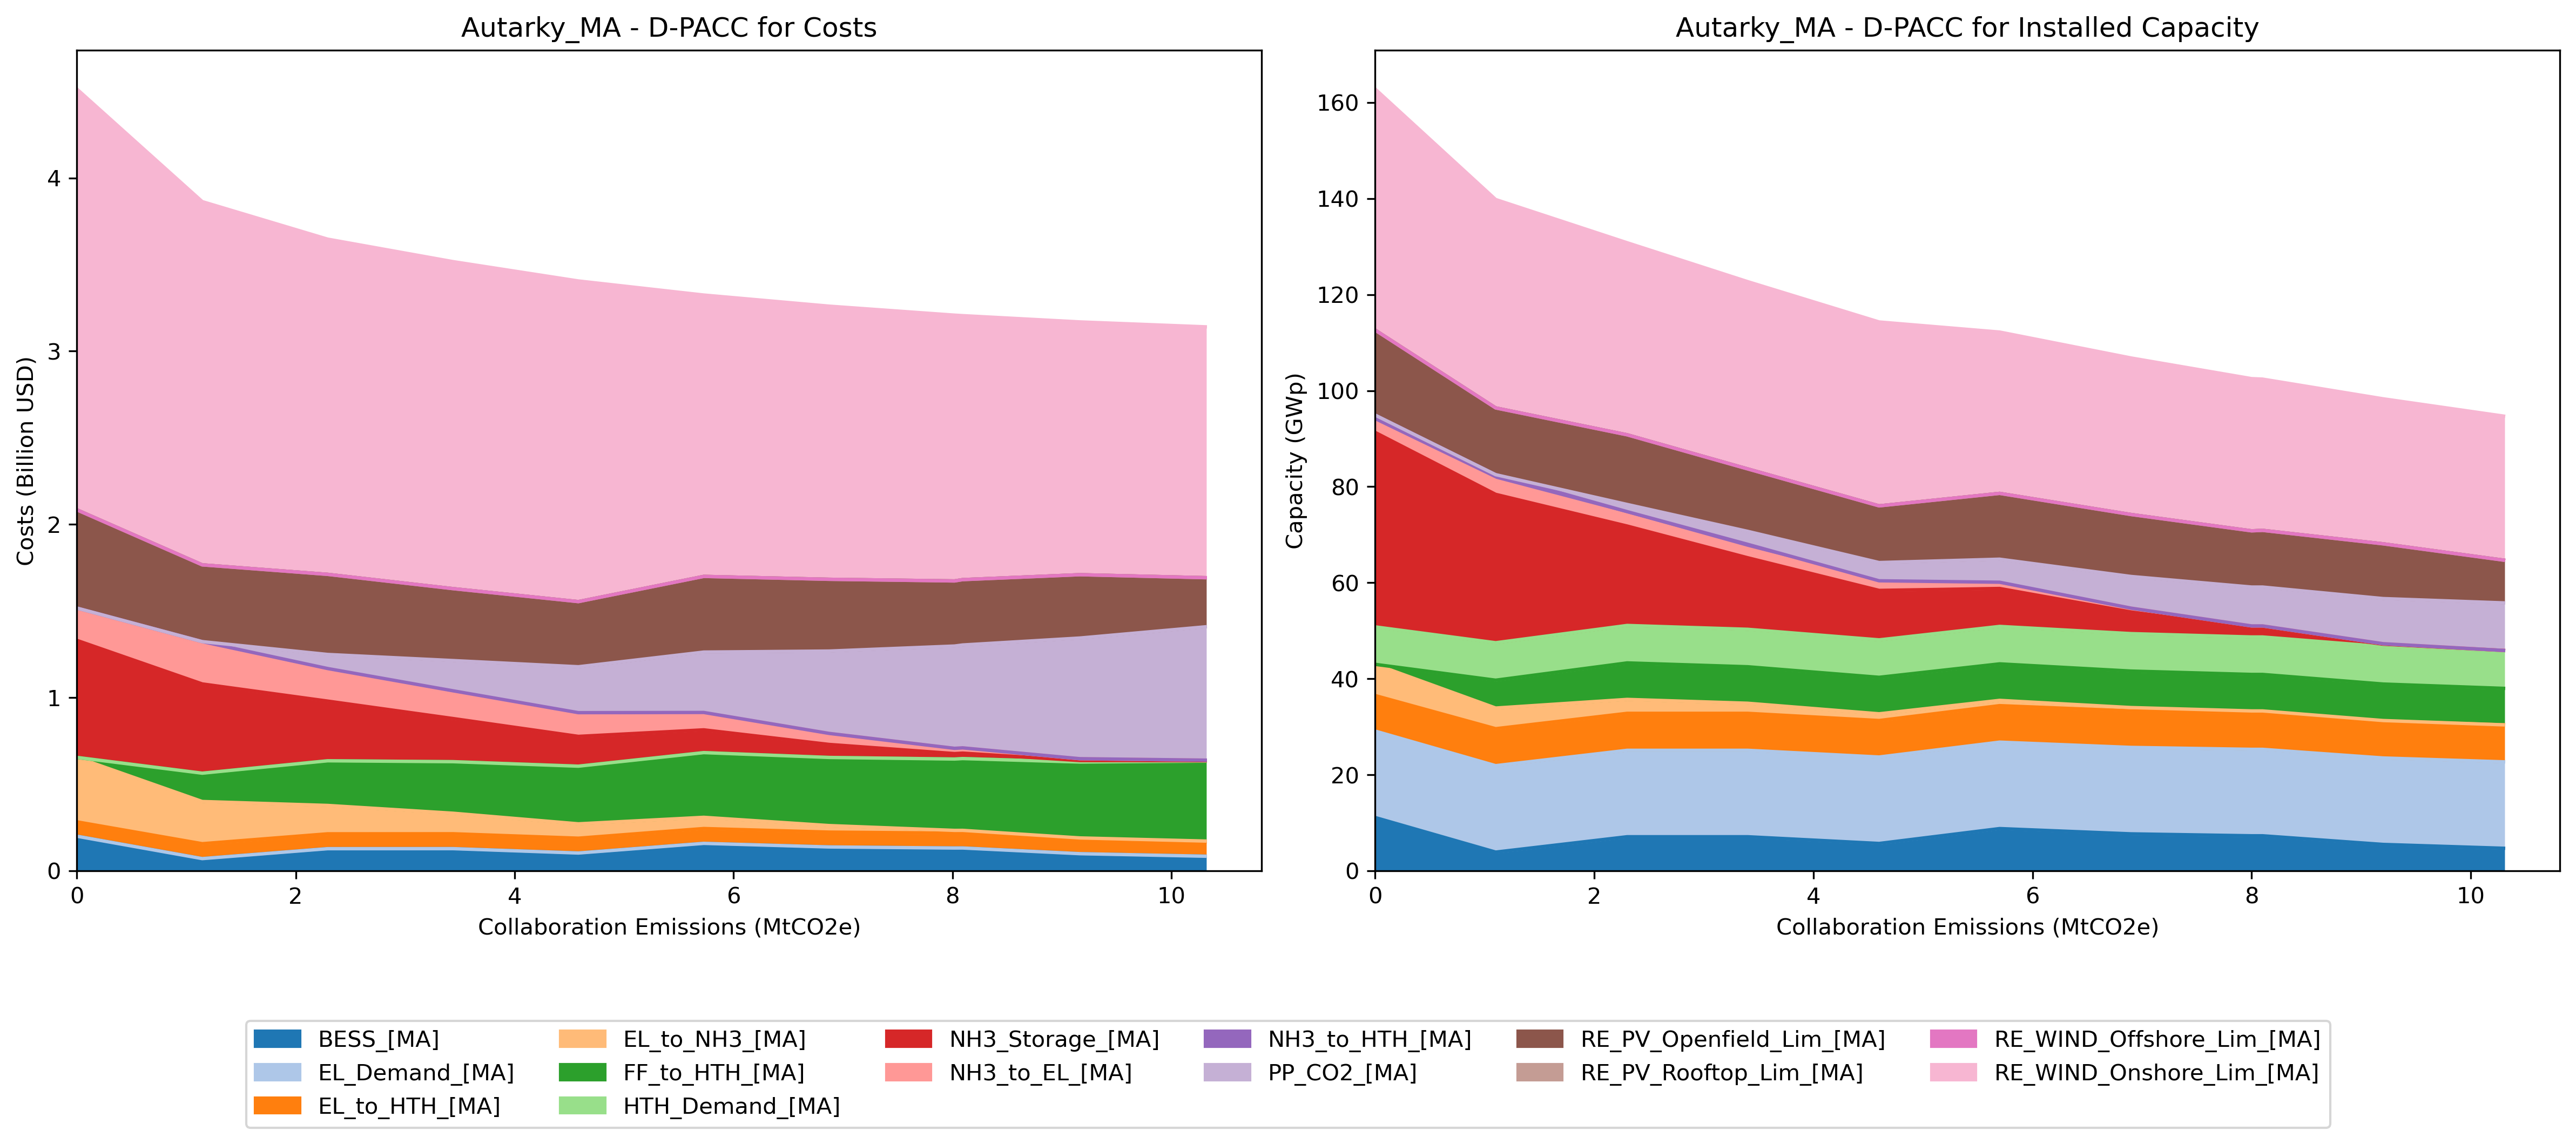 Autarky_MA - D-PACC for Costs
Costs (Billion USD)
4
3
2
1
0
0 2 4 6 8 10
Collaboration Emissions (MtCO2e)
Autarky_MA - D-PACC for Installed Capacity
Capacity (GWp)
160
140
120
100
80
60
40
20
0
0 2 4 6 8 10
Collaboration Emissions (MtCO2e)
BESS_[MA]
EL_Demand_[MA]
EL_to_HTH_[MA]
EL_to_NH3_[MA]
FF_to_HTH_[MA]
HTH_Demand_[MA]
NH3_Storage_[MA]
NH3_to_EL_[MA]
NH3_to_HTH_[MA]
PP_CO2_[MA]
RE_PV_Openfield_Lim_[MA]
RE_PV_Rooftop_Lim_[MA]
RE_WIND_Offshore_Lim_[MA]
RE_WIND_Onshore_Lim_[MA]